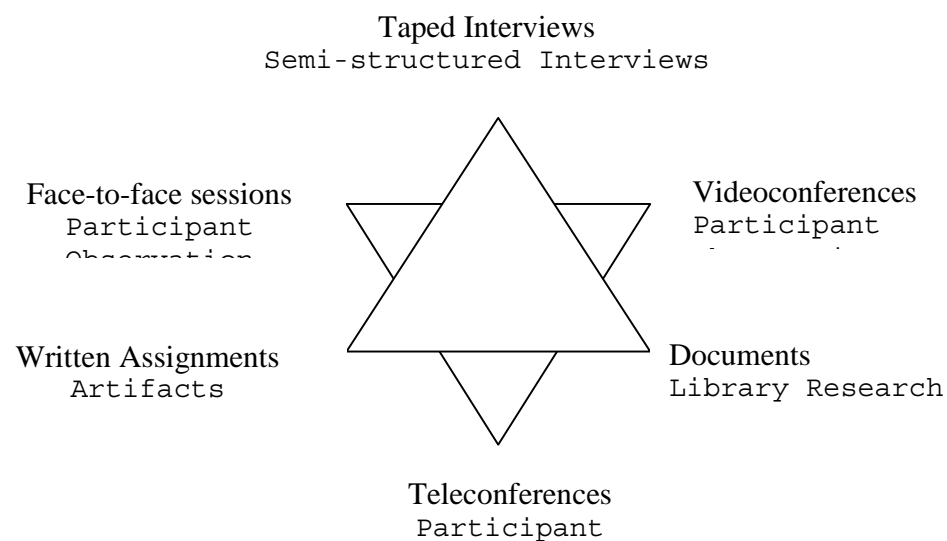 Taped Interviews
Semi-structured Interviews
Face-to-face sessions
Participant
Observation
Videoconferences
Participant
Written Assignments
Artifacts
Documents
Library Research
Teleconferences
Participant